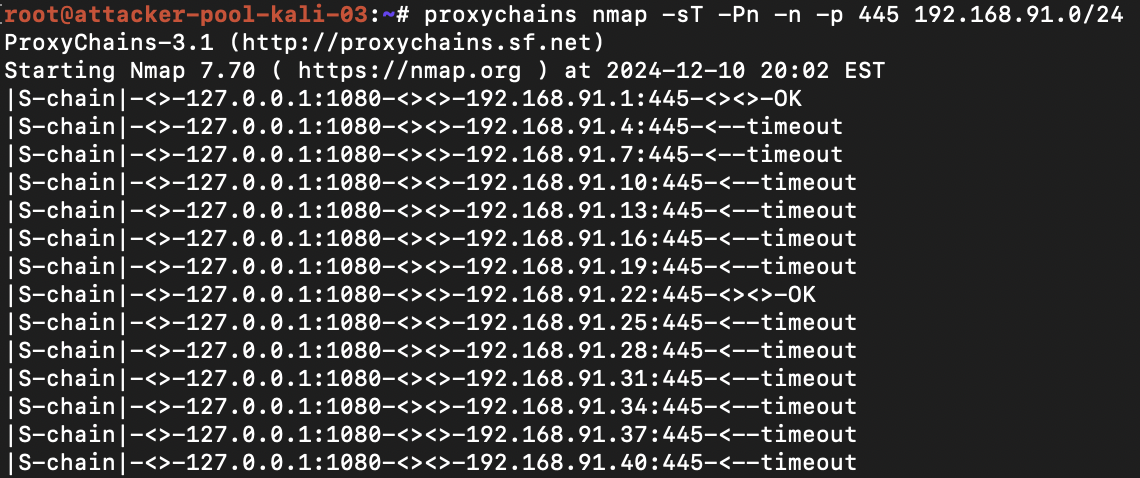 [root@attacker-pool-kali-03:~# proxychains nmap -sT -Pn -n -p 445 192.168.91.0/24
ProxyChains-3.1 (http://proxychains.sf.net)
Starting Nmap 7.70 ( https://nmap.org ) at 2024-12-10 20:02 EST
|S-chain|-<>-127.0.0.1:1080-<><>-192.168.91.1:445-<><>-OK
|S-chain|-<>-127.0.0.1:1080-<><>-192.168.91.4:445-<--timeout
|S-chain|-<>-127.0.0.1:1080-<><>-192.168.91.7:445-<--timeout
|S-chain|-<>-127.0.0.1:1080-<><>-192.168.91.10:445-<--timeout
|S-chain|-<>-127.0.0.1:1080-<><>-192.168.91.13:445-<--timeout
|S-chain|-<>-127.0.0.1:1080-<><>-192.168.91.16:445-<--timeout
|S-chain|-<>-127.0.0.1:1080-<><>-192.168.91.19:445-<--timeout
|S-chain|-<>-127.0.0.1:1080-<><>-192.168.91.22:445-<><>-OK
|S-chain|-<>-127.0.0.1:1080-<><>-192.168.91.25:445-<--timeout
|S-chain|-<>-127.0.0.1:1080-<><>-192.168.91.28:445-<--timeout
|S-chain|-<>-127.0.0.1:1080-<><>-192.168.91.31:445-<--timeout
|S-chain|-<>-127.0.0.1:1080-<><>-192.168.91.34:445-<--timeout
|S-chain|-<>-127.0.0.1:1080-<><>-192.168.91.37:445-<--timeout
|S-chain|-<>-127.0.0.1:1080-<><>-192.168.91.40:445-<--timeout